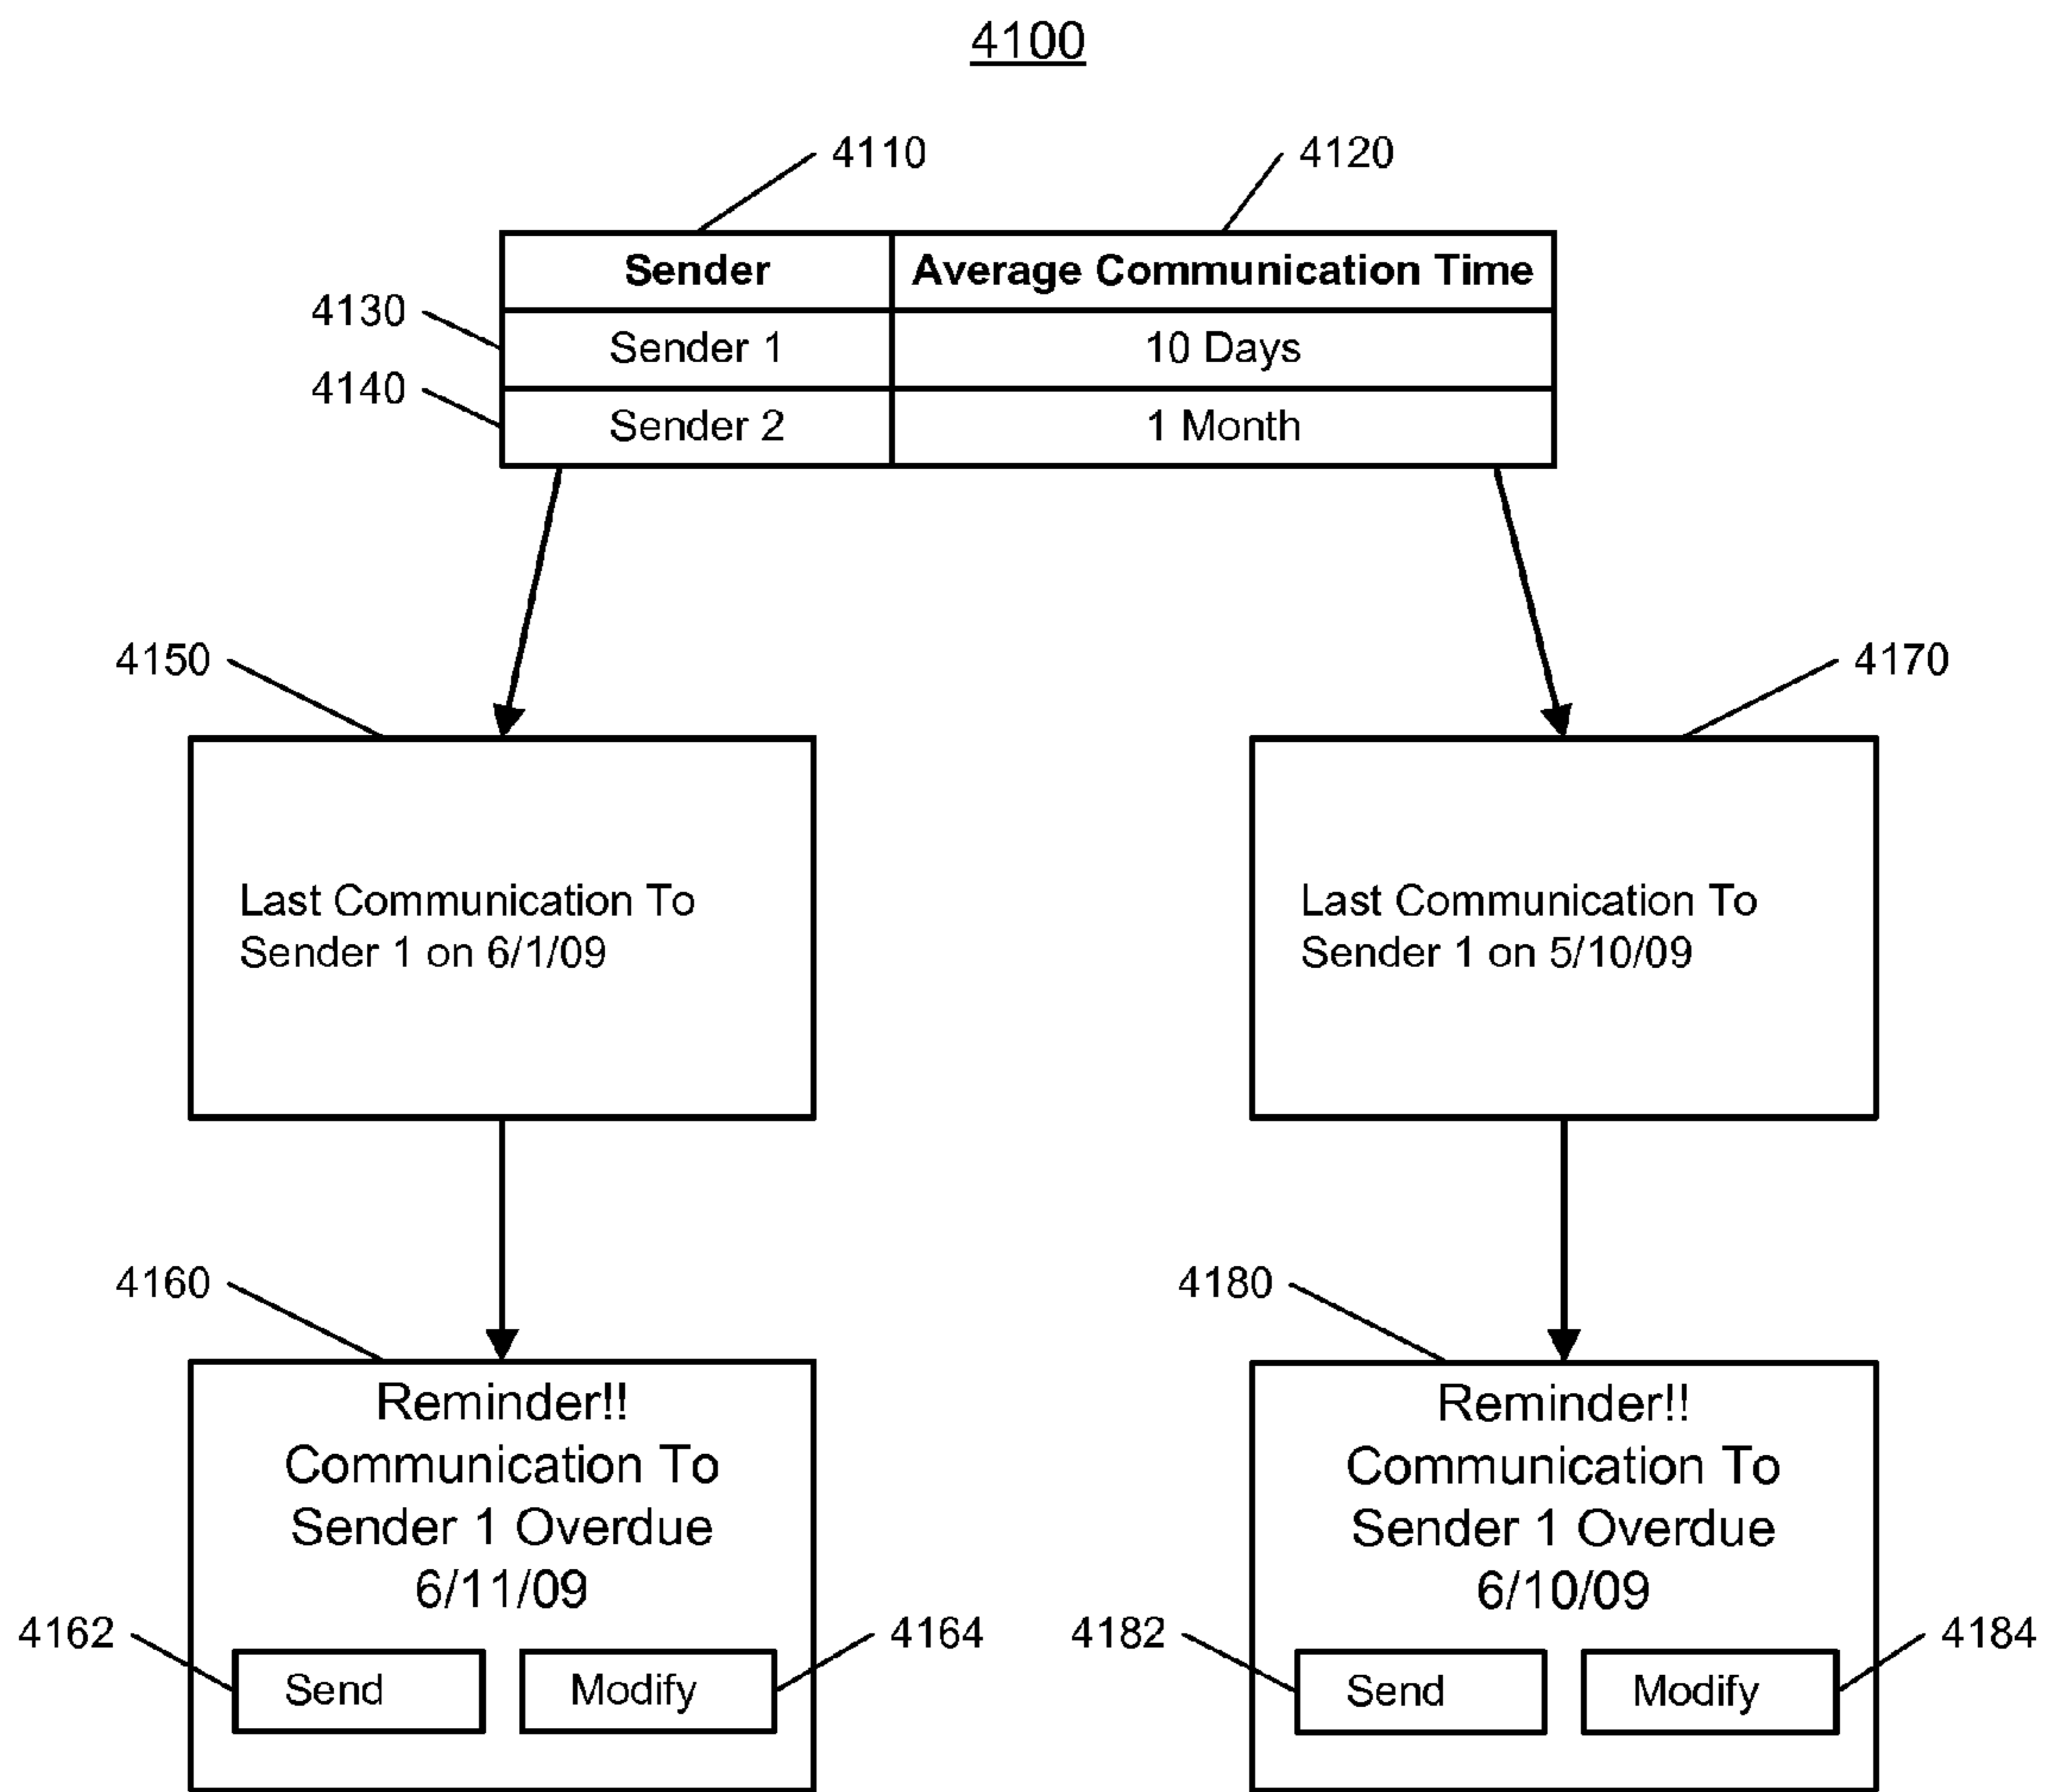 4100
4110
4120
Sender
Average Communication Time
4130
Sender 1
10 Days
4140
Sender 2
1 Month
4150
4170
Last Communication To
Sender 1 on 6/1/09
Last Communication To
Sender 1 on 5/10/09
4160
4180
Reminder!!
Communication To
Sender 1 Overdue
6/11/09
Reminder!!
Communication To
Sender 1 Overdue
6/10/09
4162
Send
Modify
4164
4182
Send
Modify
4184